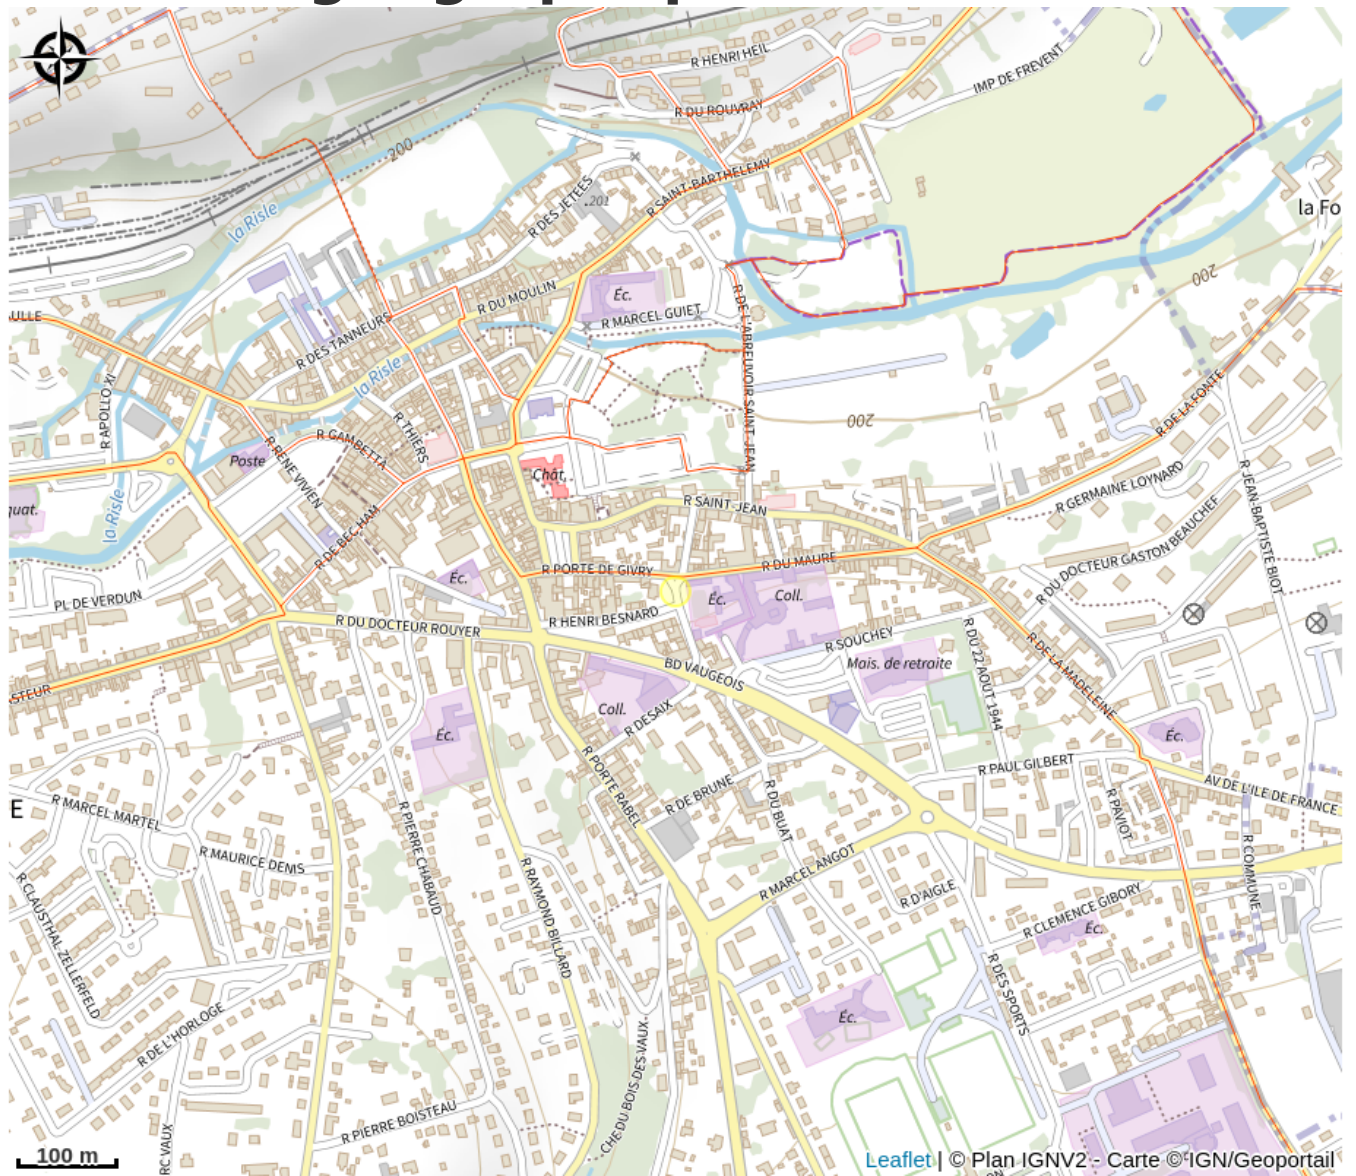 R HENRI HEIL
IMP DE FREVENT
R DU ROUVRAY
200
R SAINT-BARTHELEMY
R DES JETEES
201
la Risle
la Fo
200
R DU MOULIN
Éc.
R DE L'ABREUVOIR SAINT-JEAN
R MARCEL GUIET
ULLE
R DES TANNEURS
la Risle
R APOLLO XI
R THIERS
200
R DE LA FONTE
R GAMBETTA
Poste
R RENE VIVIEN
Chât.
R GERMAINE LOYNARD
R JEAN-BAPTISTE BIOT
quat.
la Risle
R SAINT-JEAN
R DU DOCTEUR GASTON BEAUCHEF
R DE BEC HAM
R PORTE DE GIVRY
R DU MAURE
Éc.
PL DE VERDUN
Éc.
Coll.
R HENRI BESNARD
R DU DOCTEUR ROUYER
R SOUCHEY
R DU 22 AOUT 1944
R DE LA MADELEINE
Mais. de retraite
BD VAUGEOIS
ASTEUR
Coll.
R DESAIX
Éc.
Éc.
R PAUL GILBERT
AV DE L'ILE DE FRANCE
R PORTE RABEL
R DE BRUNE
R DU BUAT
R PAVIOT
E
R MARCEL MARTEL
R PIERRE CHABAUD
R COMMUNE
R MAURICE DENIS
R MARCEL ANGOT
R RAYMOND BILLARD
R D'AIGLE
R CLEMENCE GIBORY
Éc.
R CLAUSTHAL ZELLERFELD
R DES SPORTS
Éc.
R DE L'HORLOGE
CHE DU BOIS DES VAUX
R PIERRE BOISTEAU
RC VAUX
100 m
Leaflet | © Plan IGNV2 - Carte © IGN/Geoportail